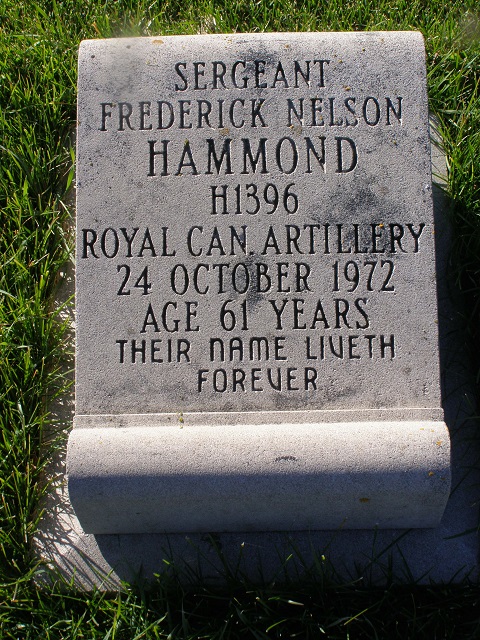 SERGEANT
FREDERICK NELSON
HAMMOND
H1396
ROYAL CAN. ARTILLERY
24 OCTOBER 1972
AGE 61 YEARS
THEIR NAME LIVETH
FOREVER